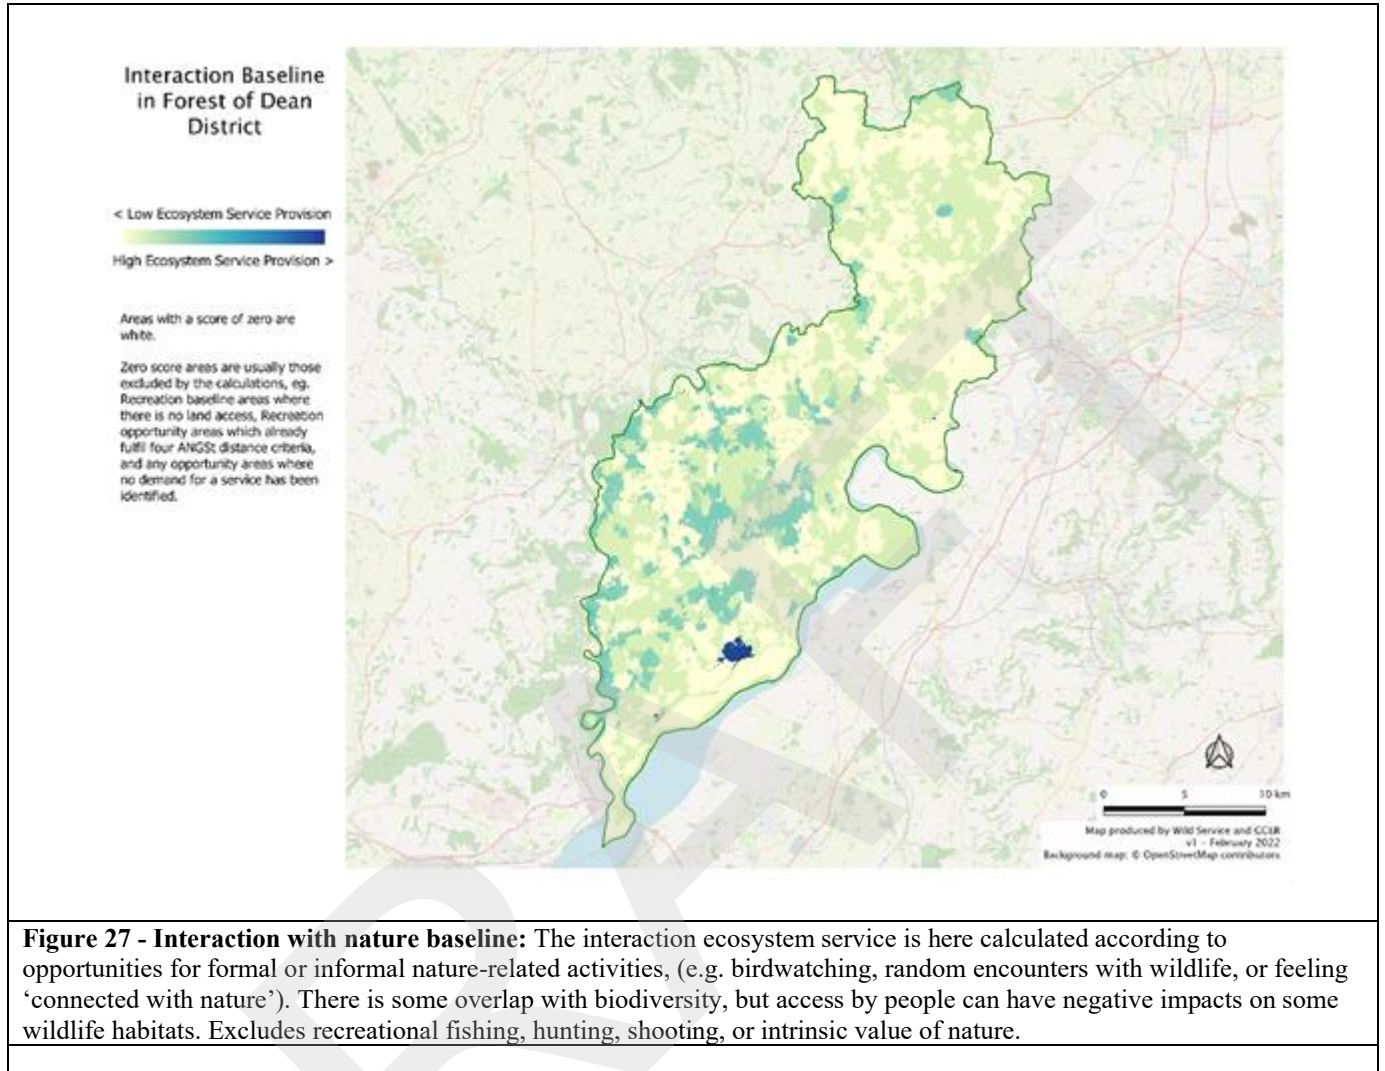 Interaction Baseline
in Forest of Dean
District
< Low Ecosystem Service Provision
High Ecosystem Service Provision >
Areas with a score of zero are
white.
Zero score areas are usually those
excluded by the calculations, eg.
Recreation baseline areas where
there is no land access, Recreation
opportunity areas which already
fulfil four ANGSt distance criteria,
and any opportunity areas where
no demand for a service has been
identified.
0 5 10 km
Map produced by Wild Service and GCER
v1 - February 2022
Background map: © OpenStreetMap contributors
DRAFT
Figure 27 - Interaction with nature baseline: The interaction ecosystem service is here calculated according to
opportunities for formal or informal nature-related activities, (e.g. birdwatching, random encounters with wildlife, or feeling
‘connected with nature’). There is some overlap with biodiversity, but access by people can have negative impacts on some
wildlife habitats. Excludes recreational fishing, hunting, shooting, or intrinsic value of nature.